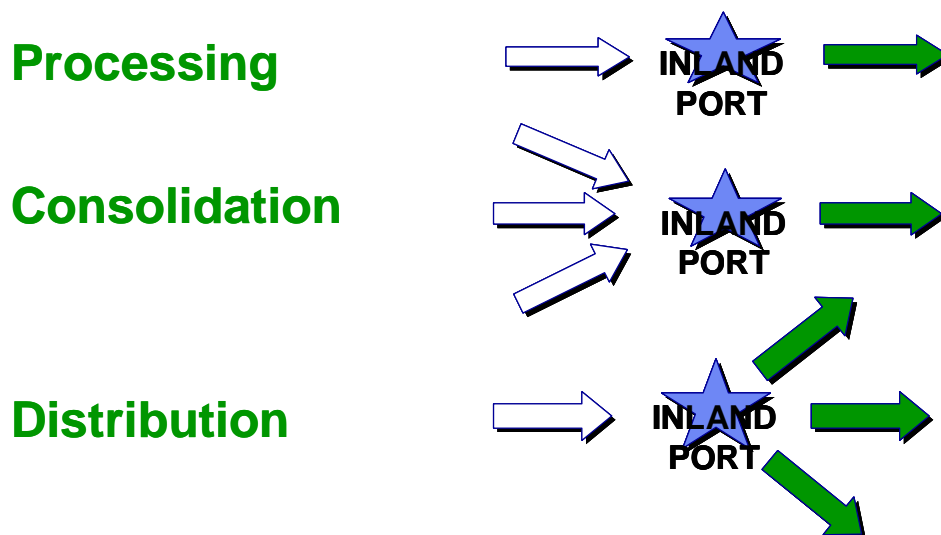 Processing
INLAND
PORT
Consolidation
INLAND
PORT
Distribution
INLAND
PORT